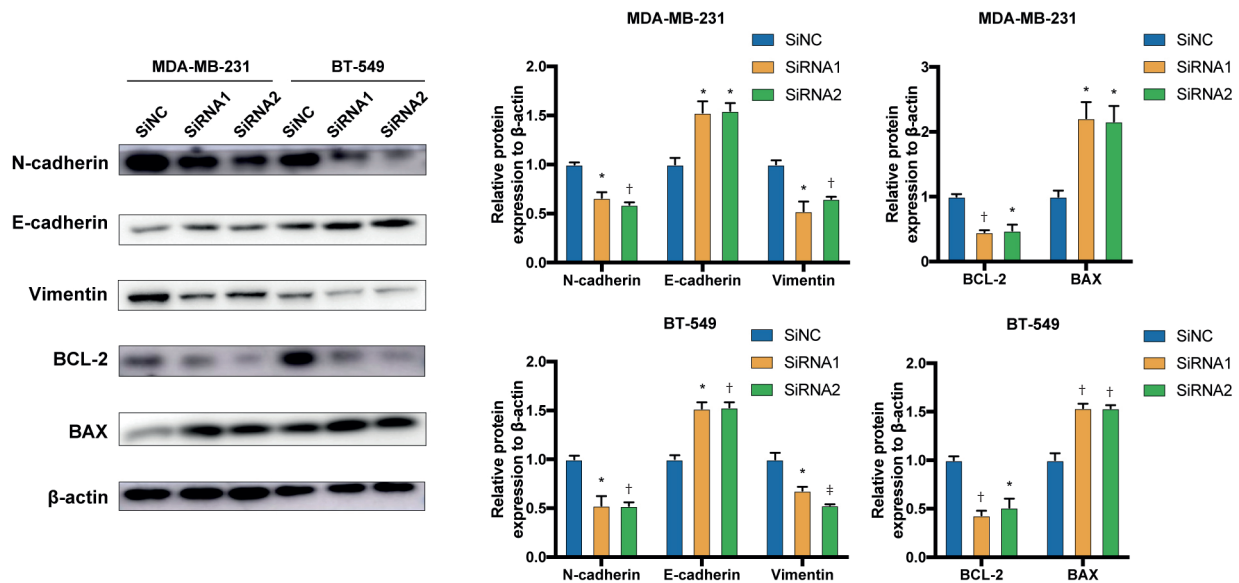 MDA-MB-231 BT-549
SiNC SiRNA1 SiRNA2 SiNC SiRNA1 SiRNA2
N-cadherin
E-cadherin
Vimentin
BCL-2
BAX
β-actin
MDA-MB-231
SiNC
SiRNA1
SiRNA2
Relative protein
expression to β-actin
2.0
1.5
1.0
0.5
0.0
* † * * * †
N-cadherin E-cadherin Vimentin
MDA-MB-231
SiNC
SiRNA1
SiRNA2
Relative protein
expression to β-actin
3
2
1
0
† * * *
BCL-2 BAX
BT-549
SiNC
SiRNA1
SiRNA2
Relative protein
expression to β-actin
2.0
1.5
1.0
0.5
0.0
* † * † * ‡
N-cadherin E-cadherin Vimentin
BT-549
SiNC
SiRNA1
SiRNA2
Relative protein
expression to β-actin
2.0
1.5
1.0
0.5
0.0
† * † †
BCL-2 BAX